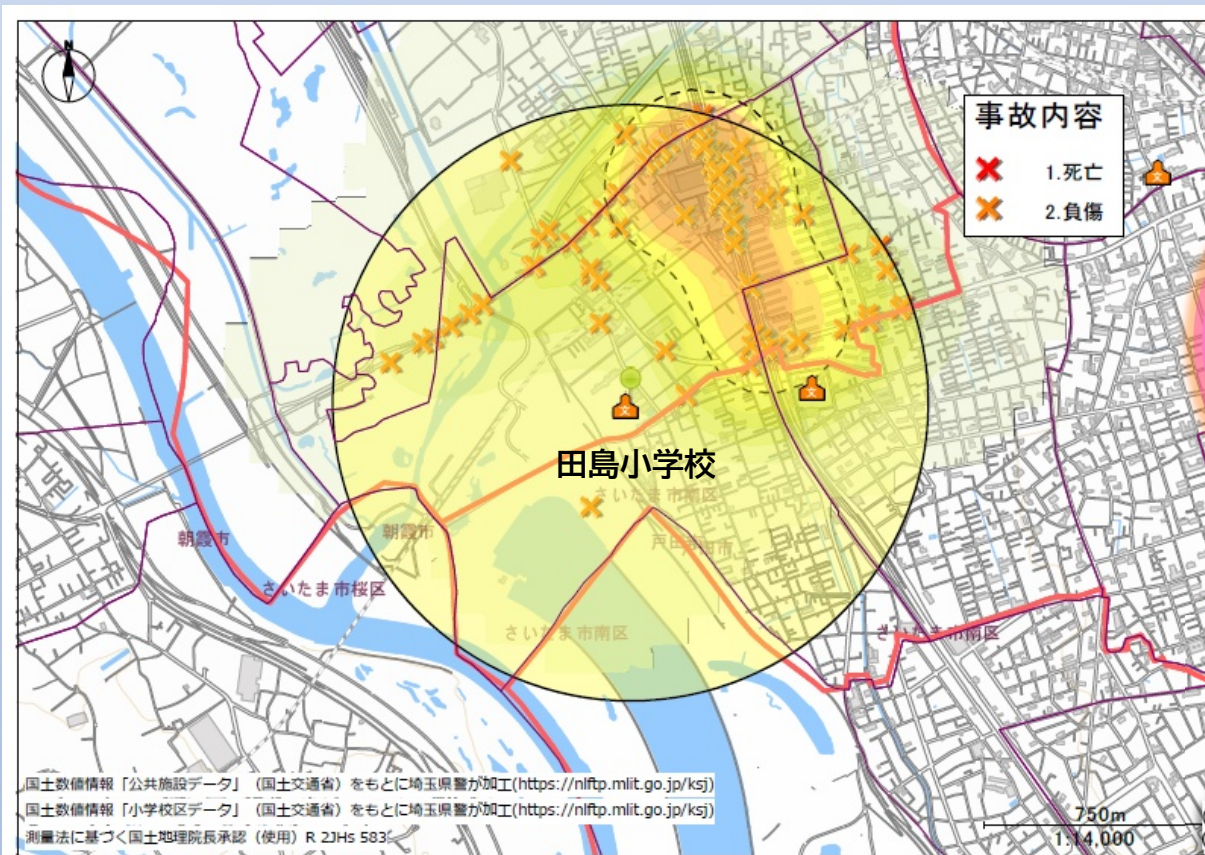 N
事故内容
1.死亡
2.負傷
文
文
文
田島小学校
さいたま市南区
朝霞市
朝霞市
さいたま市桜区
さいたま市南区
さいたま市南区
国土数値情報「公共施設データ」（国土交通省）をもとに埼玉県警が加工(https://nlftp.mlit.go.jp/ksj)
国土数値情報「小学校区データ」（国土交通省）をもとに埼玉県警が加工(https://nlftp.mlit.go.jp/ksj)
測量法に基づく国土地理院長承認（使用）R 2JHs 583
750m
1:14,000